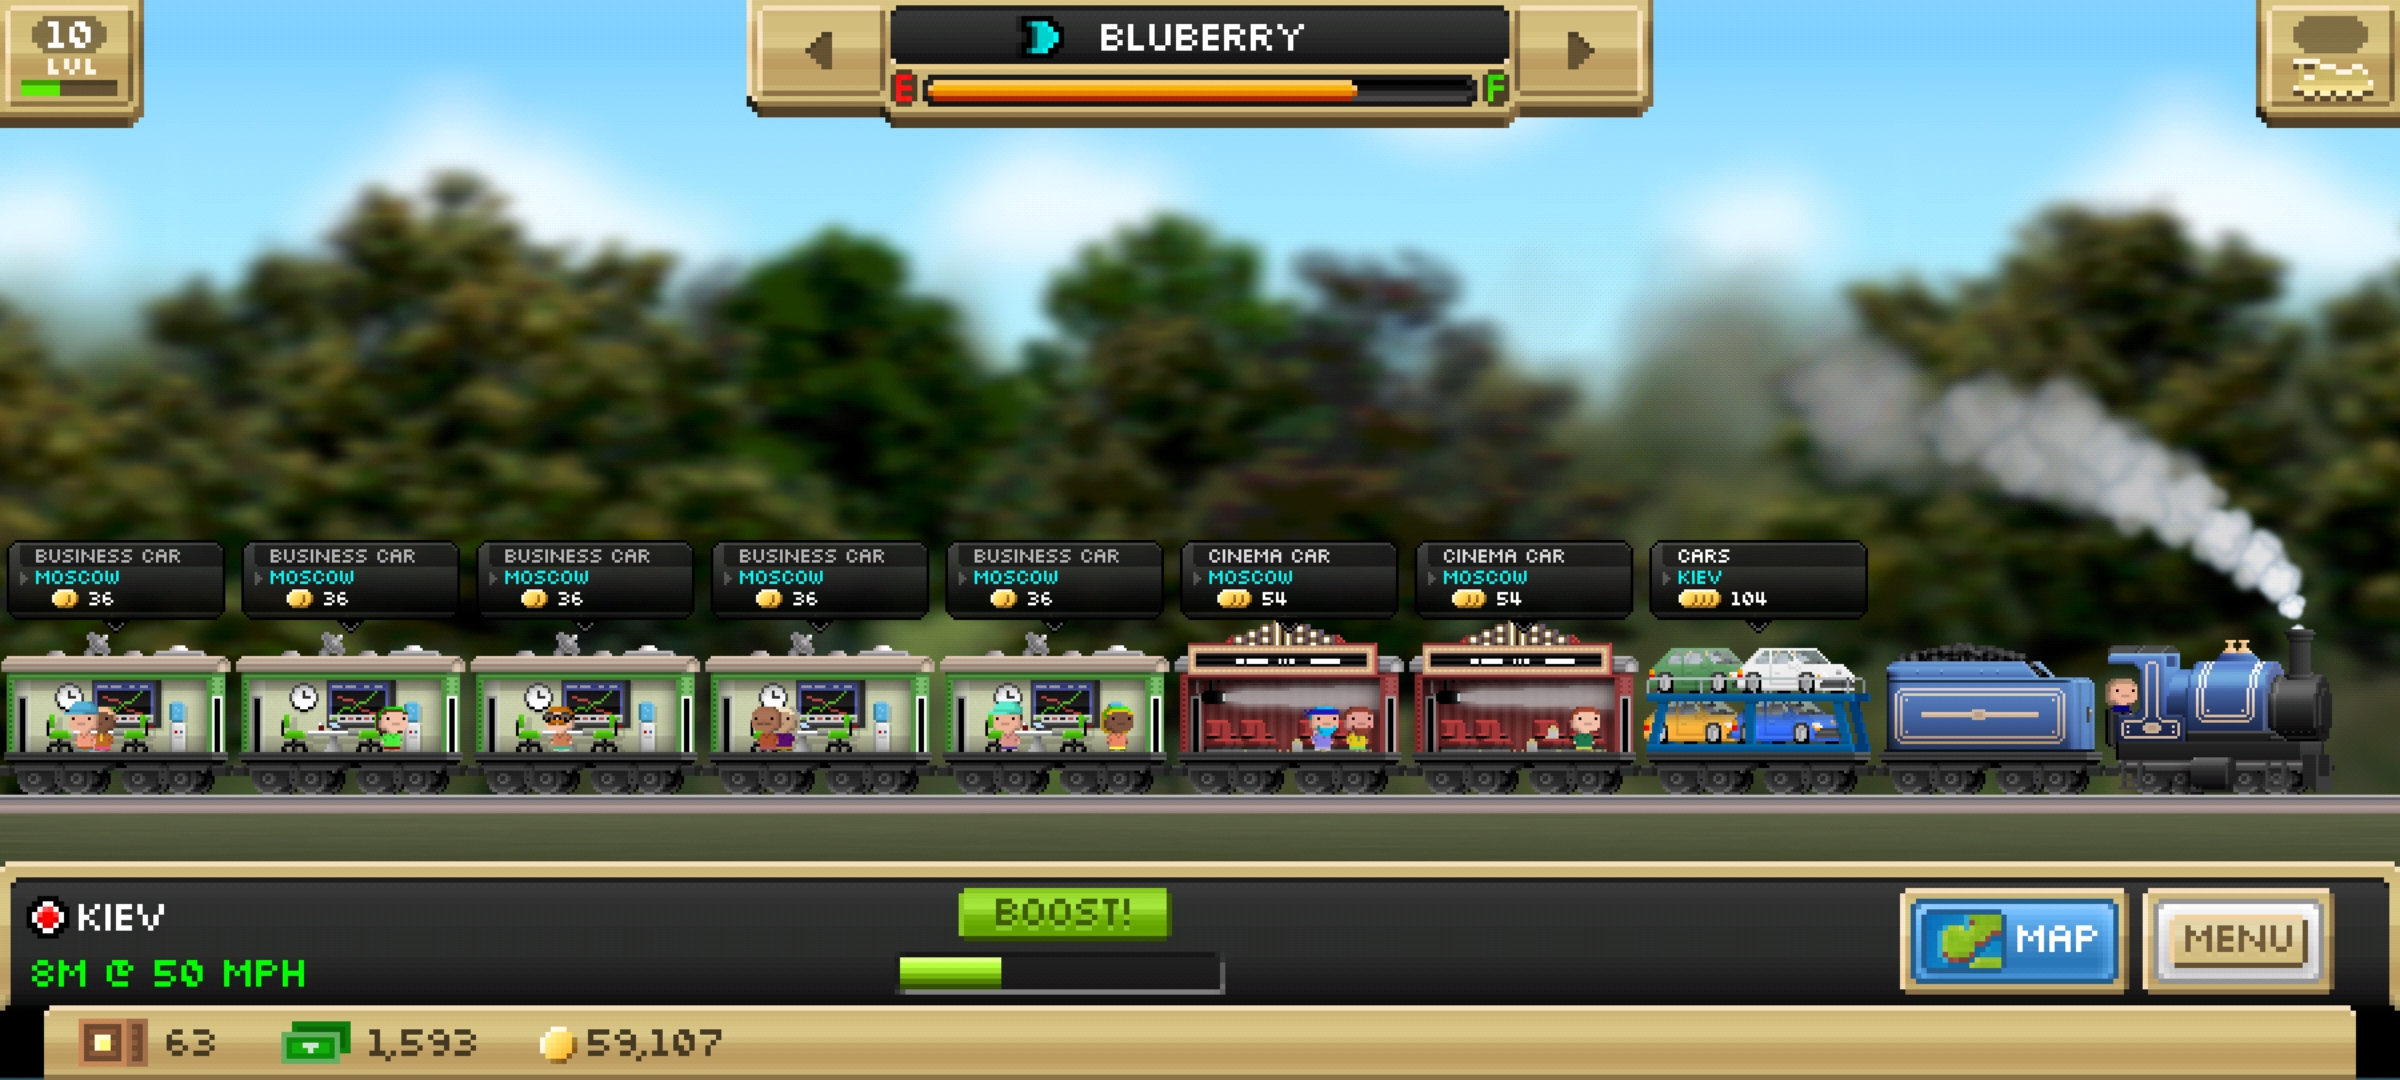 10
LVL
BLUBERRY
E F
BUSINESS CAR
MOSCOW
36
BUSINESS CAR
MOSCOW
36
BUSINESS CAR
MOSCOW
36
BUSINESS CAR
MOSCOW
36
BUSINESS CAR
MOSCOW
36
CINEMA CAR
MOSCOW
54
CINEMA CAR
MOSCOW
54
CARS
KIEV
104
KIEV
8M @ 50 MPH
BOOST!
MAP
MENU
63
1,593
59,107